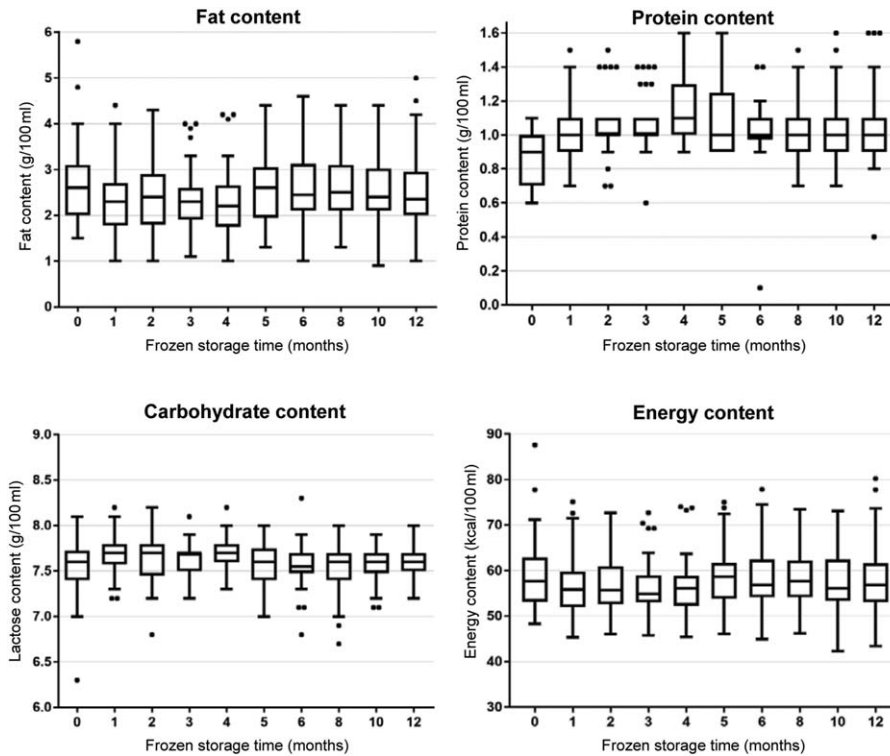 Fat content
Fat content (g/100 ml)
6
5
4
3
2
1
0
0 1 2 3 4 5 6 8 10 12
Frozen storage time (months)
Protein content
Protein content (g/100 ml)
1.6
1.4
1.2
1.0
0.8
0.6
0.4
0.2
0.0
0 1 2 3 4 5 6 8 10 12
Frozen storage time (months)
Carbohydrate content
Lactose content (g/100 ml)
9.0
8.5
8.0
7.5
7.0
6.5
6.0
0 1 2 3 4 5 6 8 10 12
Frozen storage time (months)
Energy content
Energy content (kcal/100 ml)
90
80
70
60
50
40
30
0 1 2 3 4 5 6 8 10 12
Frozen storage time (months)